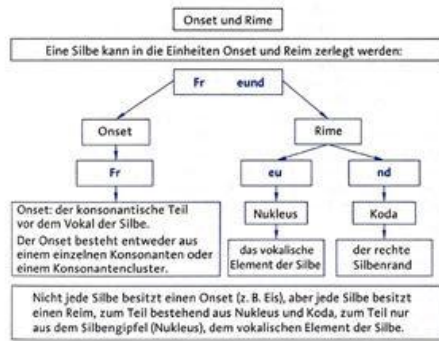 Onset und Rime
Eine Silbe kann in die Einheiten Onset und Reim zerlegt werden:
Fr eund
Onset Rime
Fr eu nd
Onset: der konsonantische Teil
vor dem Vokal der Silbe.
Der Onset besteht entweder aus
einem einzelnen Konsonanten oder
einem Konsonantencluster.
Nukleus Koda
das vokalische
Element der Silbe
der rechte
Silbenrand
Nicht jede Silbe besitzt einen Onset (z. B. Eis), aber jede Silbe besitzt
einen Reim, zum Teil bestehend aus Nukleus und Koda, zum Teil nur
aus dem Silbengipfel (Nukleus), dem vokalischen Element der Silbe.